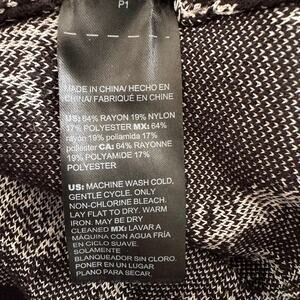 P1
MADE IN CHINA/ HECHO EN
CHINA/ FABRIQUÉ EN CHINE
US: 64% RAYON 19% NYLON
17% POLYESTER MX: 64%
rayón 19% poliamida 17%
poliester CA: 64% RAYONNE
19% POLYAMIDE 17%
POLYESTER
US: MACHINE WASH COLD,
GENTLE CYCLE. ONLY
NON-CHLORINE BLEACH.
LAY FLAT TO DRY. WARM
IRON. MAY BE DRY
CLEANED MX: LAVAR A
MAQUINA CON AGUA FRÍA
EN CICLO SUAVE.
SOLAMENTE
BLANQUEADOR SIN CLORO.
PONER EN UN LUGAR
PLANO PARA SECAR.